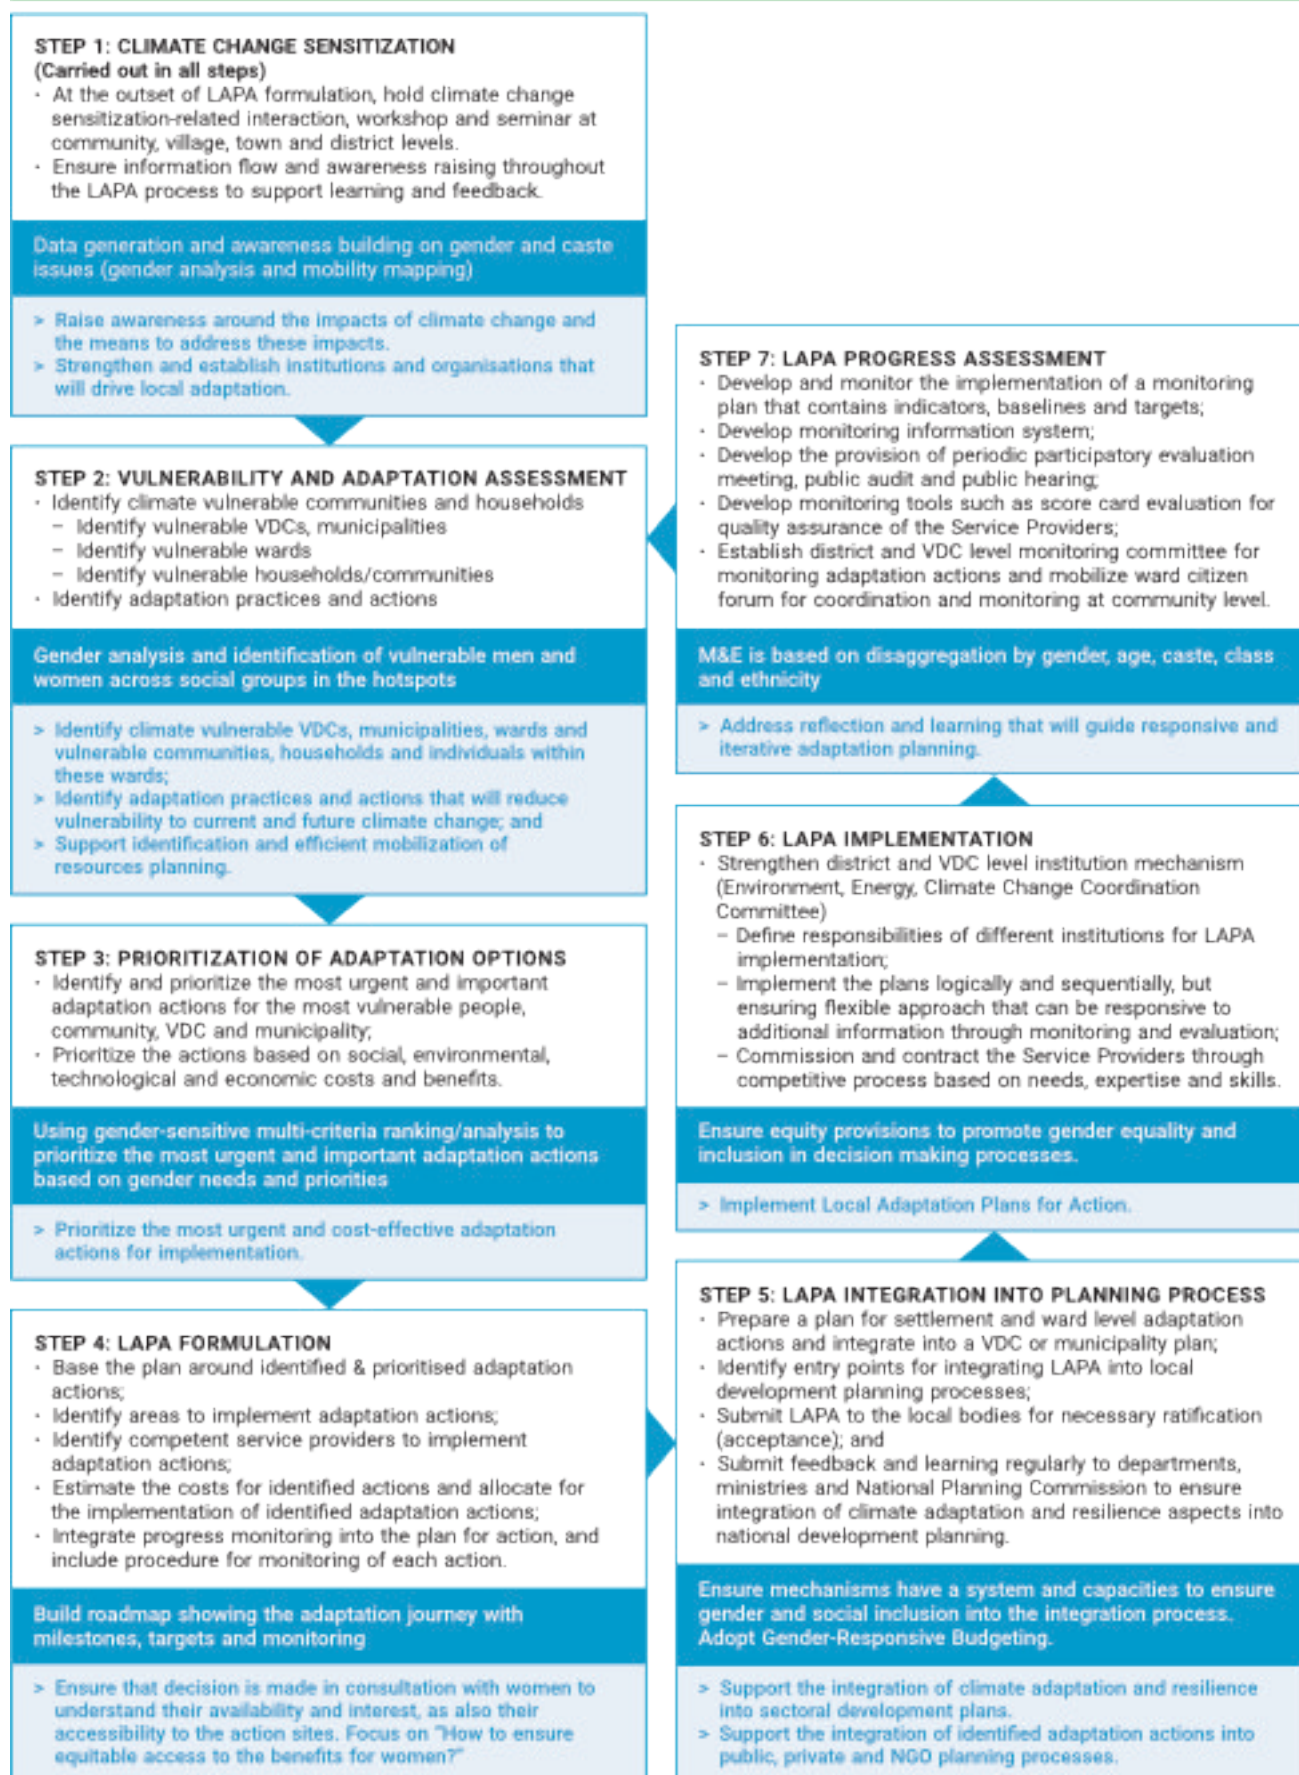 STEP 1: CLIMATE CHANGE SENSITIZATION
(Carried out in all steps)
· At the outset of LAPA formulation, hold climate change
sensitization-related interaction, workshop and seminar at
community, village, town and district levels.
· Ensure information flow and awareness raising throughout
the LAPA process to support learning and feedback.
Data generation and awareness building on gender and caste
issues (gender analysis and mobility mapping)
> Raise awareness around the impacts of climate change and
the means to address these impacts.
> Strengthen and establish institutions and organisations that
will drive local adaptation.
STEP 2: VULNERABILITY AND ADAPTATION ASSESSMENT
· Identify climate vulnerable communities and households
– Identify vulnerable VDCs, municipalities
– Identify vulnerable wards
– Identify vulnerable households/communities
· Identify adaptation practices and actions
Gender analysis and identification of vulnerable men and
women across social groups in the hotspots
> Identify climate vulnerable VDCs, municipalities, wards and
vulnerable communities, households and individuals within
these wards;
> Identify adaptation practices and actions that will reduce
vulnerability to current and future climate change; and
> Support identification and efficient mobilization of
resources planning.
STEP 3: PRIORITIZATION OF ADAPTATION OPTIONS
· Identify and prioritize the most urgent and important
adaptation actions for the most vulnerable people,
community, VDC and municipality;
· Prioritize the actions based on social, environmental,
technological and economic costs and benefits.
Using gender-sensitive multi-criteria ranking/analysis to
prioritize the most urgent and important adaptation actions
based on gender needs and priorities
> Prioritize the most urgent and cost-effective adaptation
actions for implementation.
STEP 4: LAPA FORMULATION
· Base the plan around identified & prioritised adaptation
actions;
· Identify areas to implement adaptation actions;
· Identify competent service providers to implement
adaptation actions;
· Estimate the costs for identified actions and allocate for
the implementation of identified adaptation actions;
· Integrate progress monitoring into the plan for action, and
include procedure for monitoring of each action.
Build roadmap showing the adaptation journey with
milestones, targets and monitoring
> Ensure that decision is made in consultation with women to
understand their availability and interest, as also their
accessibility to the action sites. Focus on "How to ensure
equitable access to the benefits for women?"
STEP 7: LAPA PROGRESS ASSESSMENT
· Develop and monitor the implementation of a monitoring
plan that contains indicators, baselines and targets;
· Develop monitoring information system;
· Develop the provision of periodic participatory evaluation
meeting, public audit and public hearing;
· Develop monitoring tools such as score card evaluation for
quality assurance of the Service Providers;
· Establish district and VDC level monitoring committee for
monitoring adaptation actions and mobilize ward citizen
forum for coordination and monitoring at community level.
M&E is based on disaggregation by gender, age, caste, class
and ethnicity
> Address reflection and learning that will guide responsive and
iterative adaptation planning.
STEP 6: LAPA IMPLEMENTATION
· Strengthen district and VDC level institution mechanism
(Environment, Energy, Climate Change Coordination
Committee)
– Define responsibilities of different institutions for LAPA
implementation;
– Implement the plans logically and sequentially, but
ensuring flexible approach that can be responsive to
additional information through monitoring and evaluation;
– Commission and contract the Service Providers through
competitive process based on needs, expertise and skills.
Ensure equity provisions to promote gender equality and
inclusion in decision making processes.
> Implement Local Adaptation Plans for Action.
STEP 5: LAPA INTEGRATION INTO PLANNING PROCESS
· Prepare a plan for settlement and ward level adaptation
actions and integrate into a VDC or municipality plan;
· Identify entry points for integrating LAPA into local
development planning processes;
· Submit LAPA to the local bodies for necessary ratification
(acceptance); and
· Submit feedback and learning regularly to departments,
ministries and National Planning Commission to ensure
integration of climate adaptation and resilience aspects into
national development planning.
Ensure mechanisms have a system and capacities to ensure
gender and social inclusion into the integration process.
Adopt Gender-Responsive Budgeting.
> Support the integration of climate adaptation and resilience
into sectoral development plans.
> Support the integration of identified adaptation actions into
public, private and NGO planning processes.